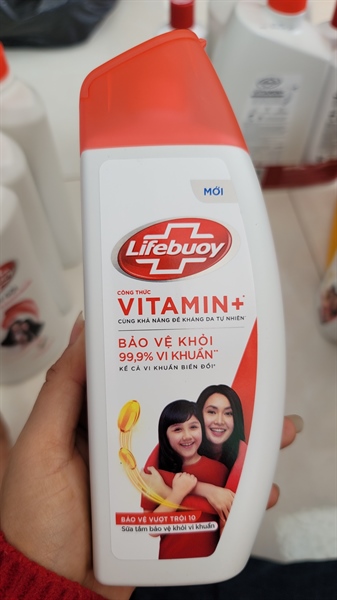 MỚI
Lifebuoy
CÔNG THỨC
VITAMIN+*
CÙNG KHẢ NĂNG ĐỀ KHÁNG DA TỰ NHIÊN^
BẢO VỆ KHỎI
99,9% VI KHUẨN**
KỂ CẢ VI KHUẨN BIẾN ĐỔI^
BẢO VỆ VƯỢT TRỘI 10
Sữa tắm bảo vệ khỏi vi khuẩn